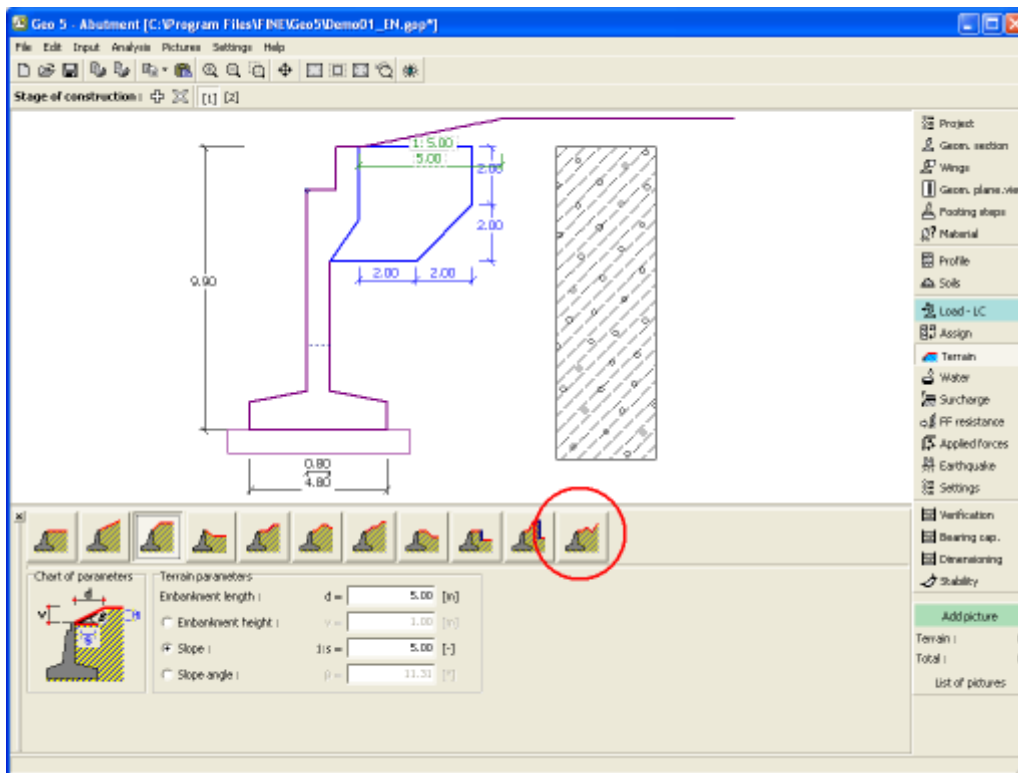 Geo 5 - Abutment [C:\Program Files\FINE\Geo5\Demo01_EN.gop*]
File Edit Input Analysis Pictures Settings Help
Stage of construction : [1] [2]
1: 5.00
5.00
2.00
2.00
2.00 2.00
9.90
0.80
4.80
Project
Geom. section
Wings
Geom. plane.vie
Footing steps
Material
Profile
Soils
Load - LC
Assign
Terrain
Water
Surcharge
FF resistance
Applied forces
Earthquake
Settings
Verification
Bearing cap.
Dimensioning
Stability
Add picture
Terrain :
Total :
List of pictures
Chart of parameters
d
v
Terrain parameters
Embankment length : d = 5.00 [m]
Embankment height : v = 1.00 [m]
Slope : 1:s = 5.00 [-]
Slope angle : β = 11.31 [°]